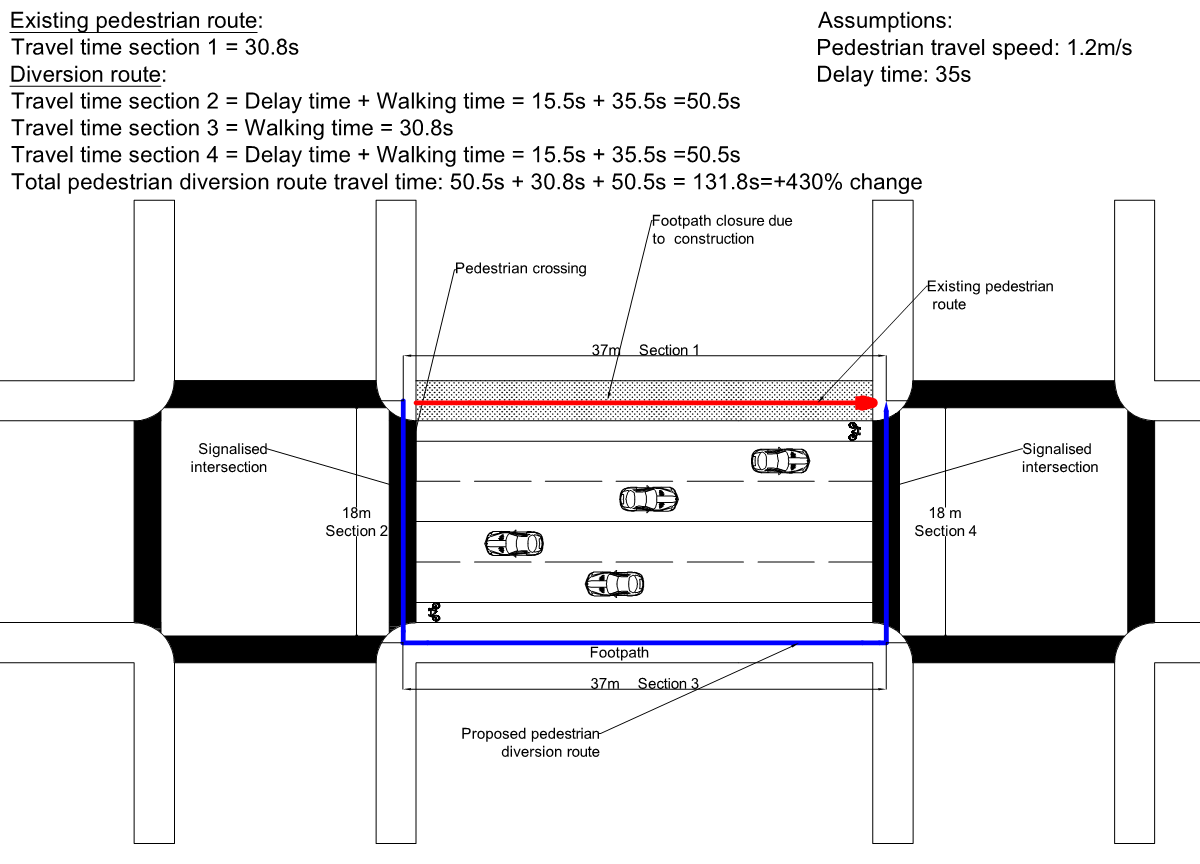 Existing pedestrian route:
Travel time section 1 = 30.8s
Diversion route:
Travel time section 2 = Delay time + Walking time = 15.5s + 35.5s =50.5s
Travel time section 3 = Walking time = 30.8s
Travel time section 4 = Delay time + Walking time = 15.5s + 35.5s =50.5s
Total pedestrian diversion route travel time: 50.5s + 30.8s + 50.5s = 131.8s=+430% change
Assumptions:
Pedestrian travel speed: 1.2m/s
Delay time: 35s
Footpath closure due
to construction
Pedestrian crossing
Existing pedestrian
route
37m Section 1
Signalised
intersection
Signalised
intersection
18m
Section 2
18 m
Section 4
Footpath
37m Section 3
Proposed pedestrian
diversion route